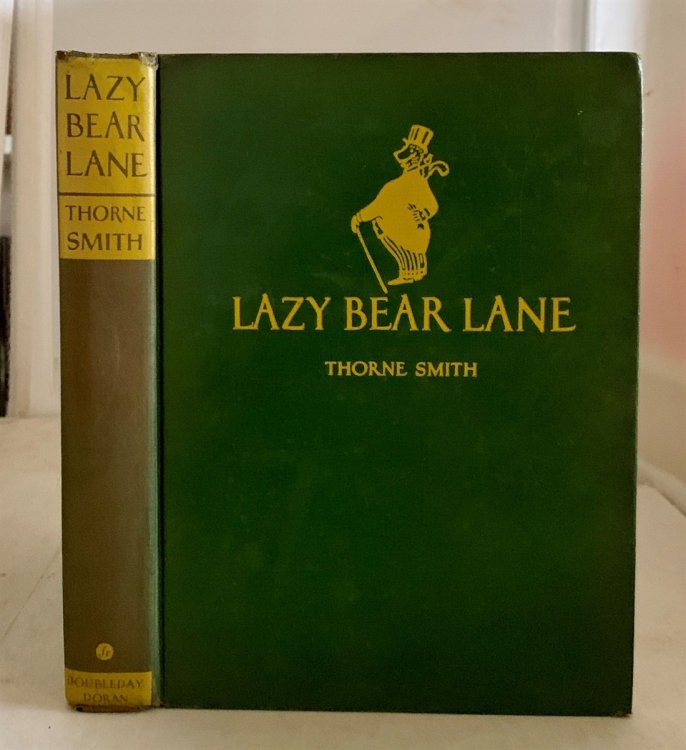 LAZY
BEAR
LANE
THORNE
SMITH
DOUBLEDAY
DORAN
LAZY BEAR LANE
THORNE SMITH